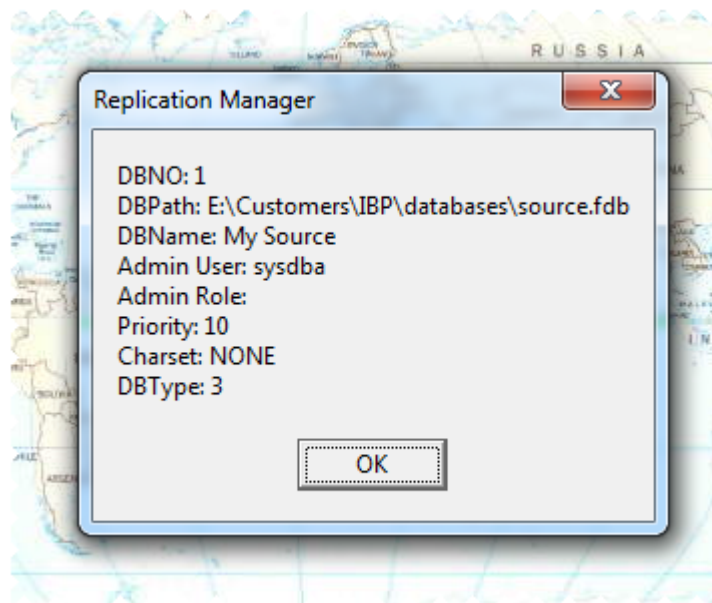 RUSSIA
Replication Manager
DBNO: 1
DBPath: E:\Customers\IBP\databases\source.fdb
DBName: My Source
Admin User: sysdba
Admin Role:
Priority: 10
Charset: NONE
DBType: 3
OK